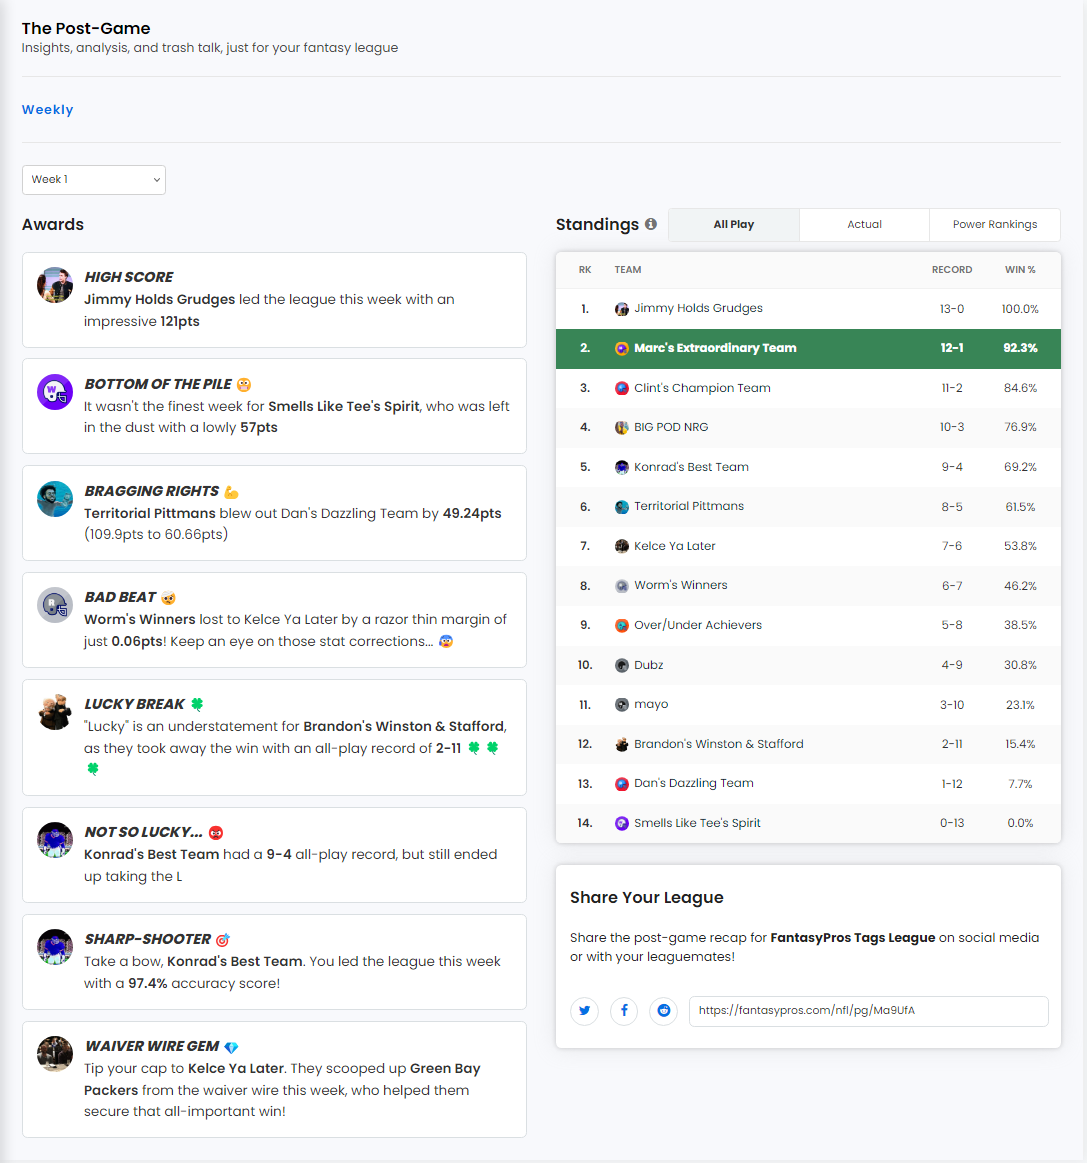 The Post-Game
Insights, analysis, and trash talk, just for your fantasy league
Weekly
Week 1
Awards
HIGH SCORE
Jimmy Holds Grudges led the league this week with an
impressive 121pts
BOTTOM OF THE PILE 😬
It wasn't the finest week for Smells Like Tee's Spirit, who was left
in the dust with a lowly 57pts
BRAGGING RIGHTS 💪
Territorial Pittmans blew out Dan's Dazzling Team by 49.24pts
(109.9pts to 60.66pts)
BAD BEAT 🤕
Worm's Winners lost to Kelce Ya Later by a razor thin margin of
just 0.06pts! Keep an eye on those stat corrections... 😰
LUCKY BREAK 🍀
"Lucky" is an understatement for Brandon's Winston & Stafford,
as they took away the win with an all-play record of 2-11 🍀 🍀
🍀
NOT SO LUCKY... 😡
Konrad's Best Team had a 9-4 all-play record, but still ended
up taking the L
SHARP-SHOOTER 🎯
Take a bow, Konrad's Best Team. You led the league this week
with a 97.4% accuracy score!
WAIVER WIRE GEM 💎
Tip your cap to Kelce Ya Later. They scooped up Green Bay
Packers from the waiver wire this week, who helped them
secure that all-important win!
Standings
All Play Actual Power Rankings
RK TEAM RECORD WIN %
1. Jimmy Holds Grudges 13-0 100.0%
2. Marc's Extraordinary Team 12-1 92.3%
3. Clint's Champion Team 11-2 84.6%
4. BIG POD NRG 10-3 76.9%
5. Konrad's Best Team 9-4 69.2%
6. Territorial Pittmans 8-5 61.5%
7. Kelce Ya Later 7-6 53.8%
8. Worm's Winners 6-7 46.2%
9. Over/Under Achievers 5-8 38.5%
10. Dubz 4-9 30.8%
11. mayo 3-10 23.1%
12. Brandon's Winston & Stafford 2-11 15.4%
13. Dan's Dazzling Team 1-12 7.7%
14. Smells Like Tee's Spirit 0-13 0.0%
Share Your League
Share the post-game recap for FantasyPros Tags League on social media
or with your leaguemates!
https://fantasypros.com/nfl/pg/Ma9UfA